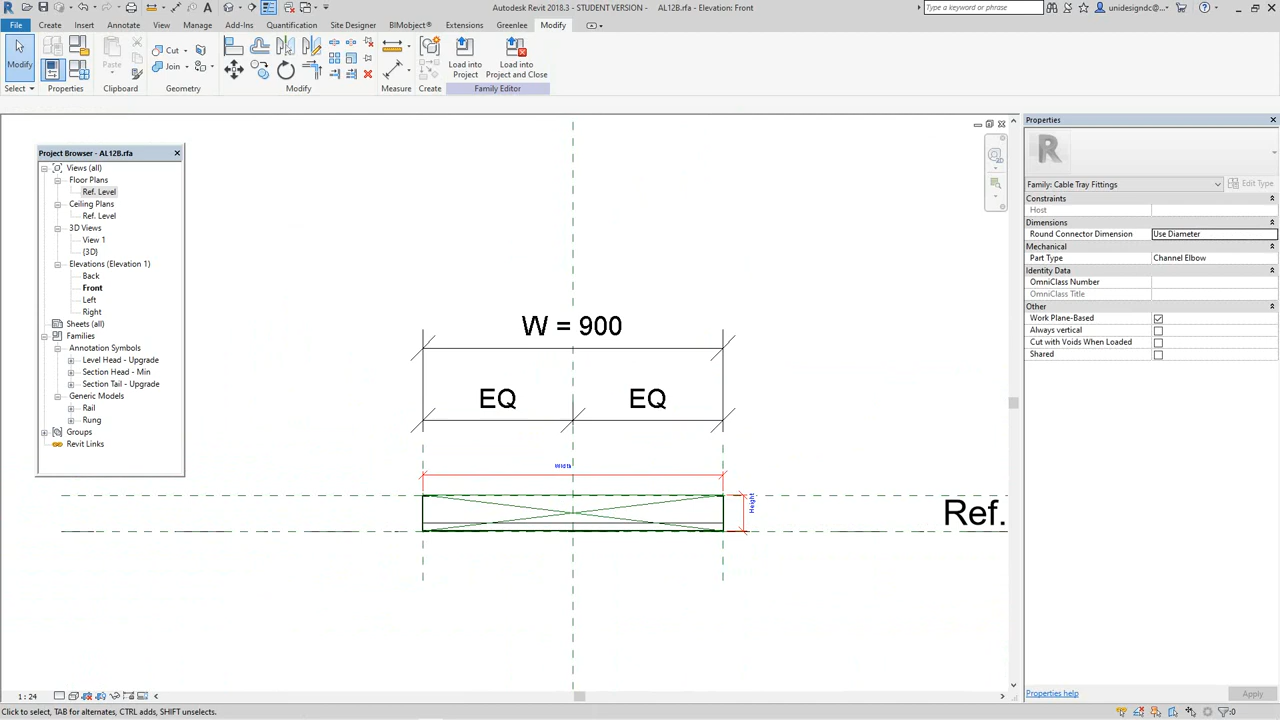 Autodesk Revit 2018.3 - STUDENT VERSION - AL12B.rfa - Elevation: Front
Type a keyword or phrase
unidesigndc@...
File Create Insert Annotate View Manage Add-Ins Quantification Site Designer BIMobject® Extensions Greenlee Modify
Modify
Paste
Cut
Join
Load into
Project
Load into
Project and Close
Select Properties Clipboard Geometry Modify Measure Create Family Editor
Project Browser - AL12B.rfa
Views (all)
Floor Plans
Ref. Level
Ceiling Plans
Ref. Level
3D Views
View 1
{3D}
Elevations (Elevation 1)
Back
Front
Left
Right
Sheets (all)
Families
Annotation Symbols
Level Head - Upgrade
Section Head - Min
Section Tail - Upgrade
Generic Models
Rail
Rung
Groups
Revit Links
W = 900
EQ EQ
Width
Height
Ref.
Properties
Family: Cable Tray Fittings
Edit Type
Constraints
Host
Dimensions
Round Connector Dimension Use Diameter
Mechanical
Part Type Channel Elbow
Identity Data
OmniClass Number
OmniClass Title
Other
Work Plane-Based
Always vertical
Cut with Voids When Loaded
Shared
Properties help
Apply
1 : 24
Click to select, TAB for alternates, CTRL adds, SHIFT unselects.
:0